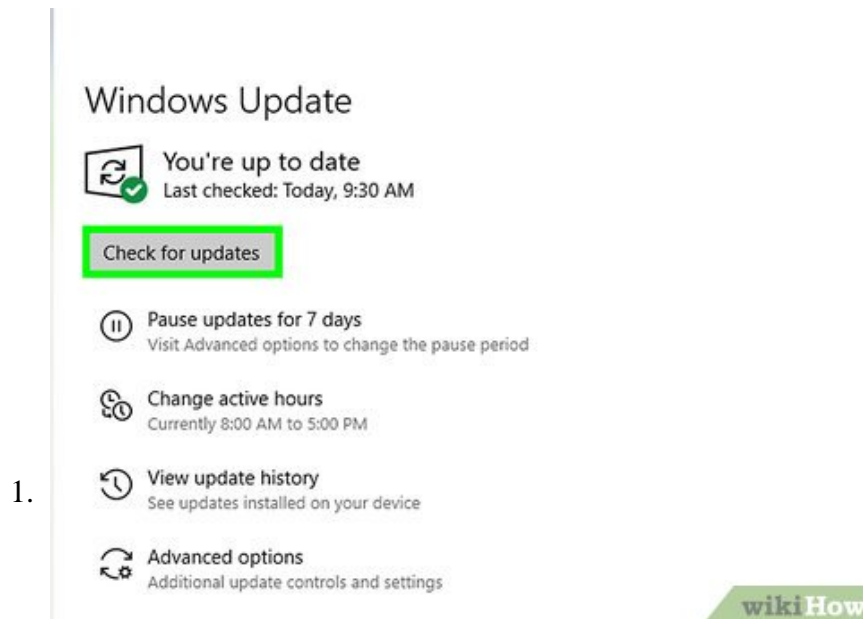 Windows Update
You're up to date
Last checked: Today, 9:30 AM
Check for updates
Pause updates for 7 days
Visit Advanced options to change the pause period
Change active hours
Currently 8:00 AM to 5:00 PM
1.
View update history
See updates installed on your device
Advanced options
Additional update controls and settings
wikiHow